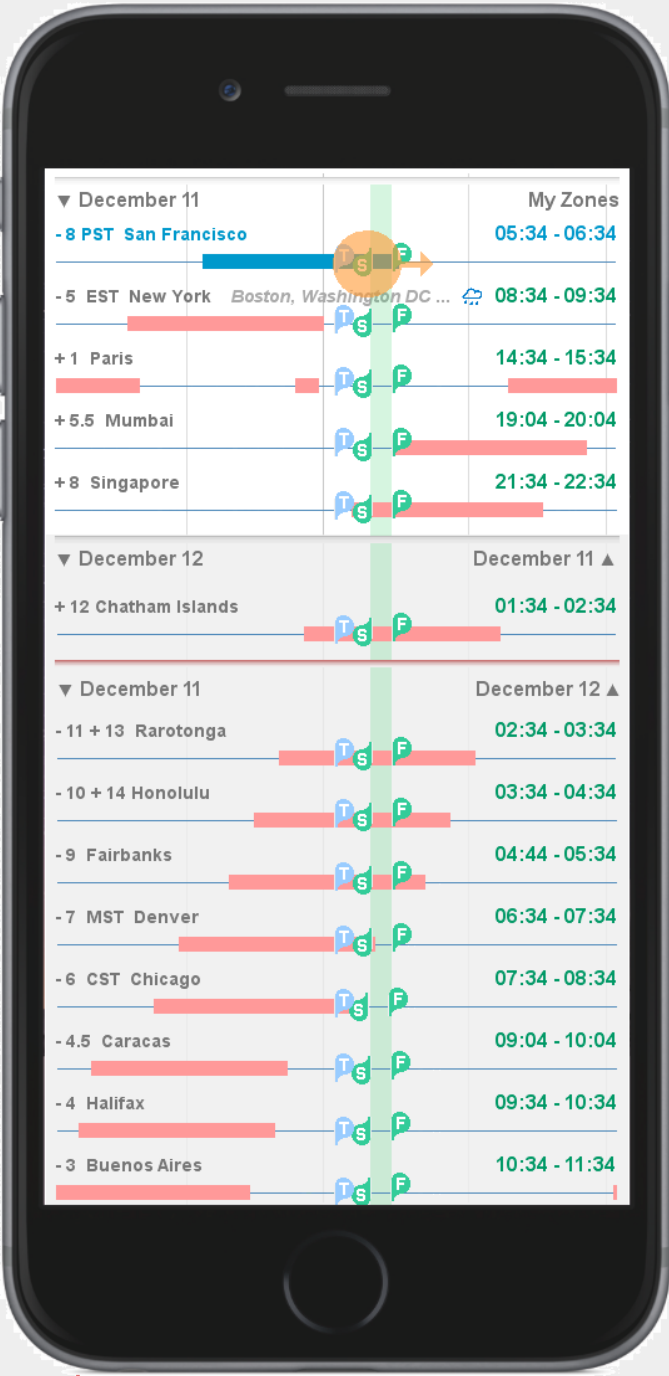 ▼ December 11 My Zones
- 8 PST San Francisco 05:34 - 06:34
T S F
- 5 EST New York Boston, Washington DC ... 08:34 - 09:34
T S F
+ 1 Paris 14:34 - 15:34
T S F
+ 5.5 Mumbai 19:04 - 20:04
T S F
+ 8 Singapore 21:34 - 22:34
T S F
▼ December 12 December 11 ▲
+ 12 Chatham Islands 01:34 - 02:34
T S F
▼ December 11 December 12 ▲
- 11 + 13 Rarotonga 02:34 - 03:34
T S F
- 10 + 14 Honolulu 03:34 - 04:34
T S F
- 9 Fairbanks 04:44 - 05:34
T S F
- 7 MST Denver 06:34 - 07:34
T S F
- 6 CST Chicago 07:34 - 08:34
T S F
- 4.5 Caracas 09:04 - 10:04
T S F
- 4 Halifax 09:34 - 10:34
T S F
- 3 Buenos Aires 10:34 - 11:34
T S F